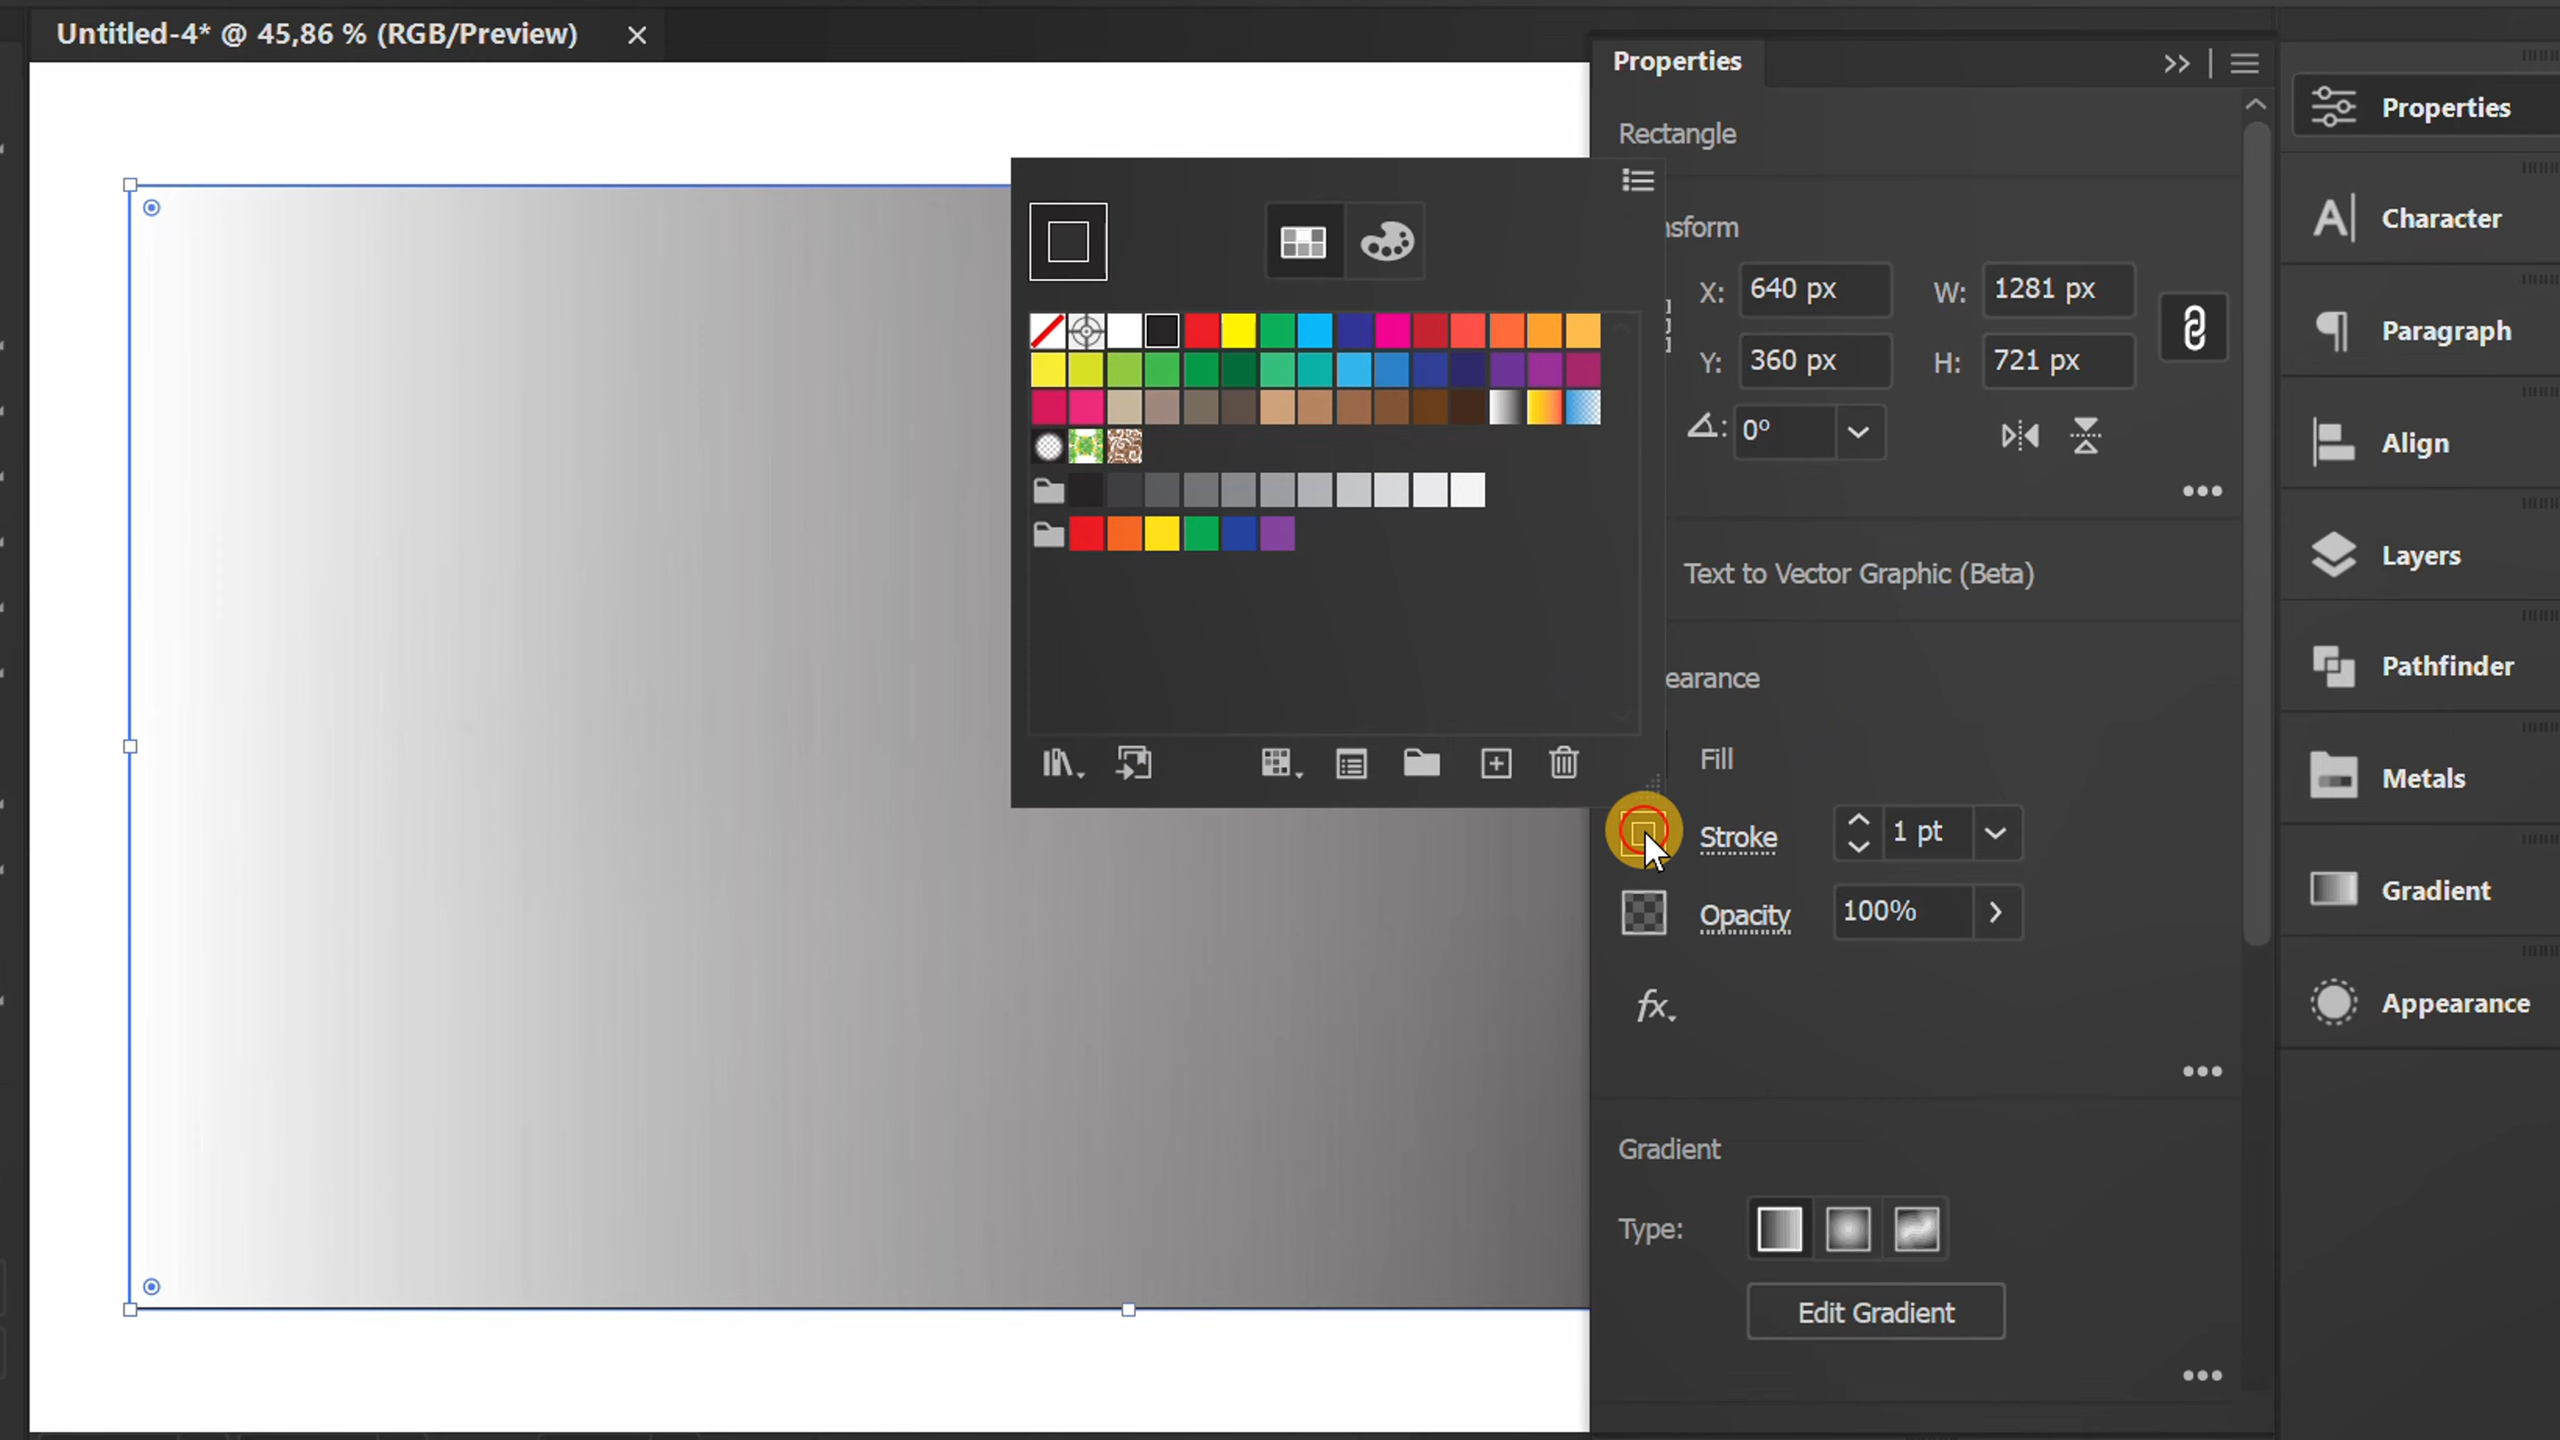 Untitled-4* @ 45,86 % (RGB/Preview)
Properties
Rectangle
nsform
X: 640 px W: 1281 px
Y: 360 px H: 721 px
0°
Text to Vector Graphic (Beta)
earance
Fill
Stroke 1 pt
Opacity 100%
fx
Gradient
Type:
Edit Gradient
Properties
Character
Paragraph
Align
Layers
Pathfinder
Metals
Gradient
Appearance